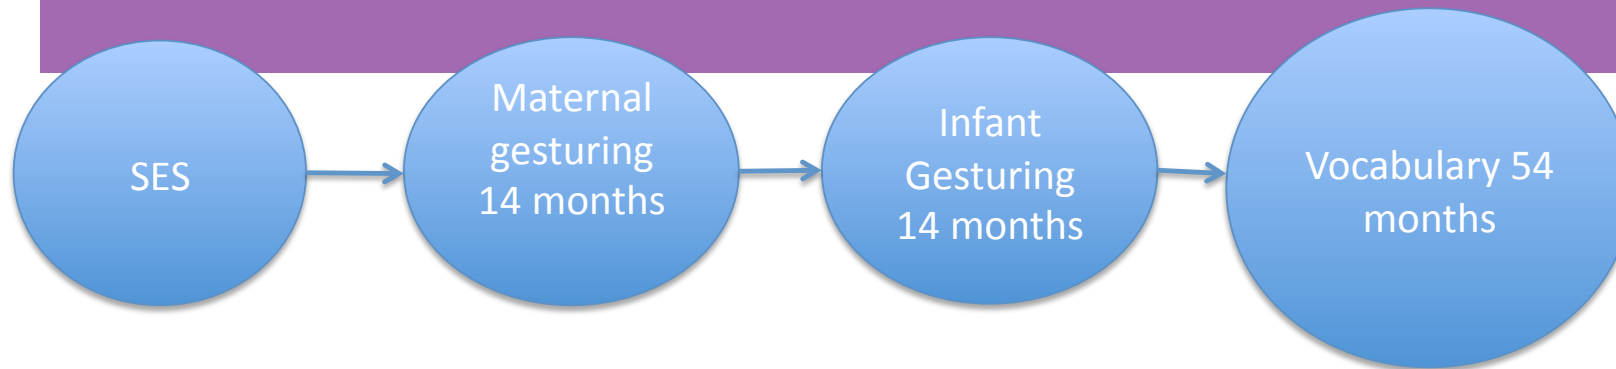 SES
Maternal
gesturing
14 months
Infant
Gesturing
14 months
Vocabulary 54
months